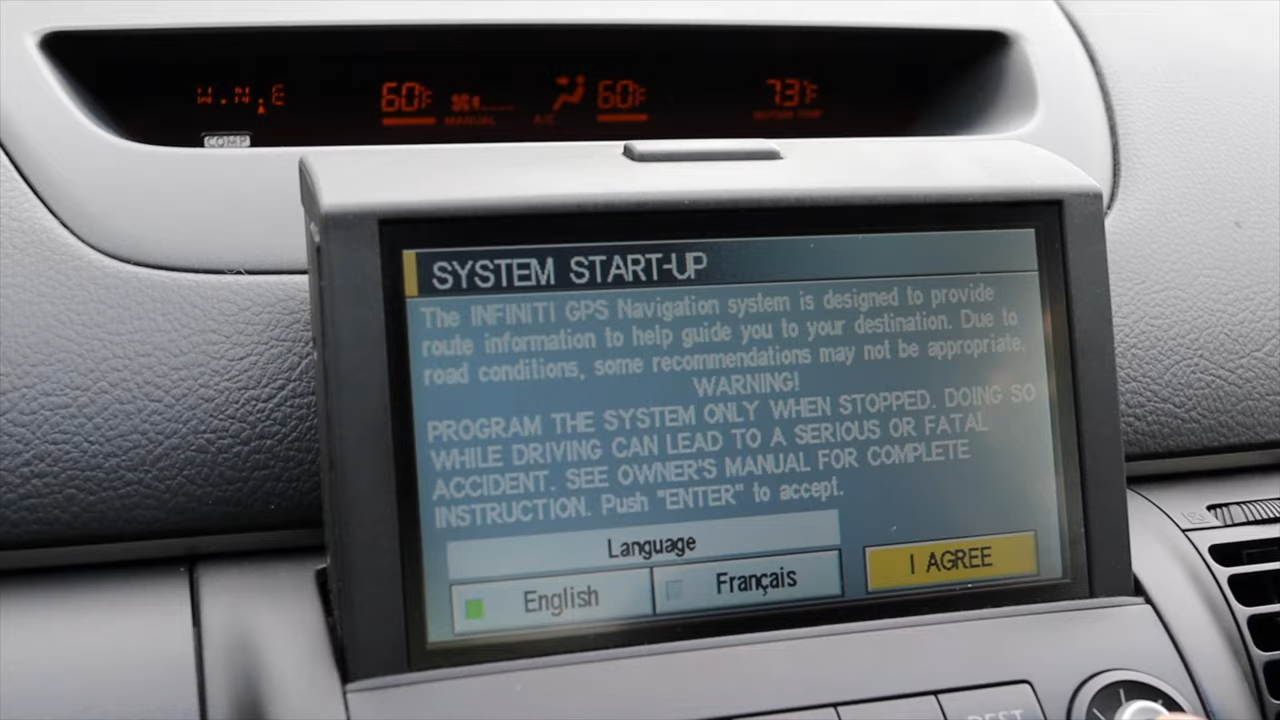 W.N.E
60°F
MANUAL
A/C
60°F
73°F
OUTSIDE TEMP
COMP
SYSTEM START-UP
The INFINITI GPS Navigation system is designed to provide
route information to help guide you to your destination. Due to
road conditions, some recommendations may not be appropriate.
WARNING!
PROGRAM THE SYSTEM ONLY WHEN STOPPED. DOING SO
WHILE DRIVING CAN LEAD TO A SERIOUS OR FATAL
ACCIDENT. SEE OWNER'S MANUAL FOR COMPLETE
INSTRUCTION. Push "ENTER" to accept.
Language
English
Français
I AGREE
DEST